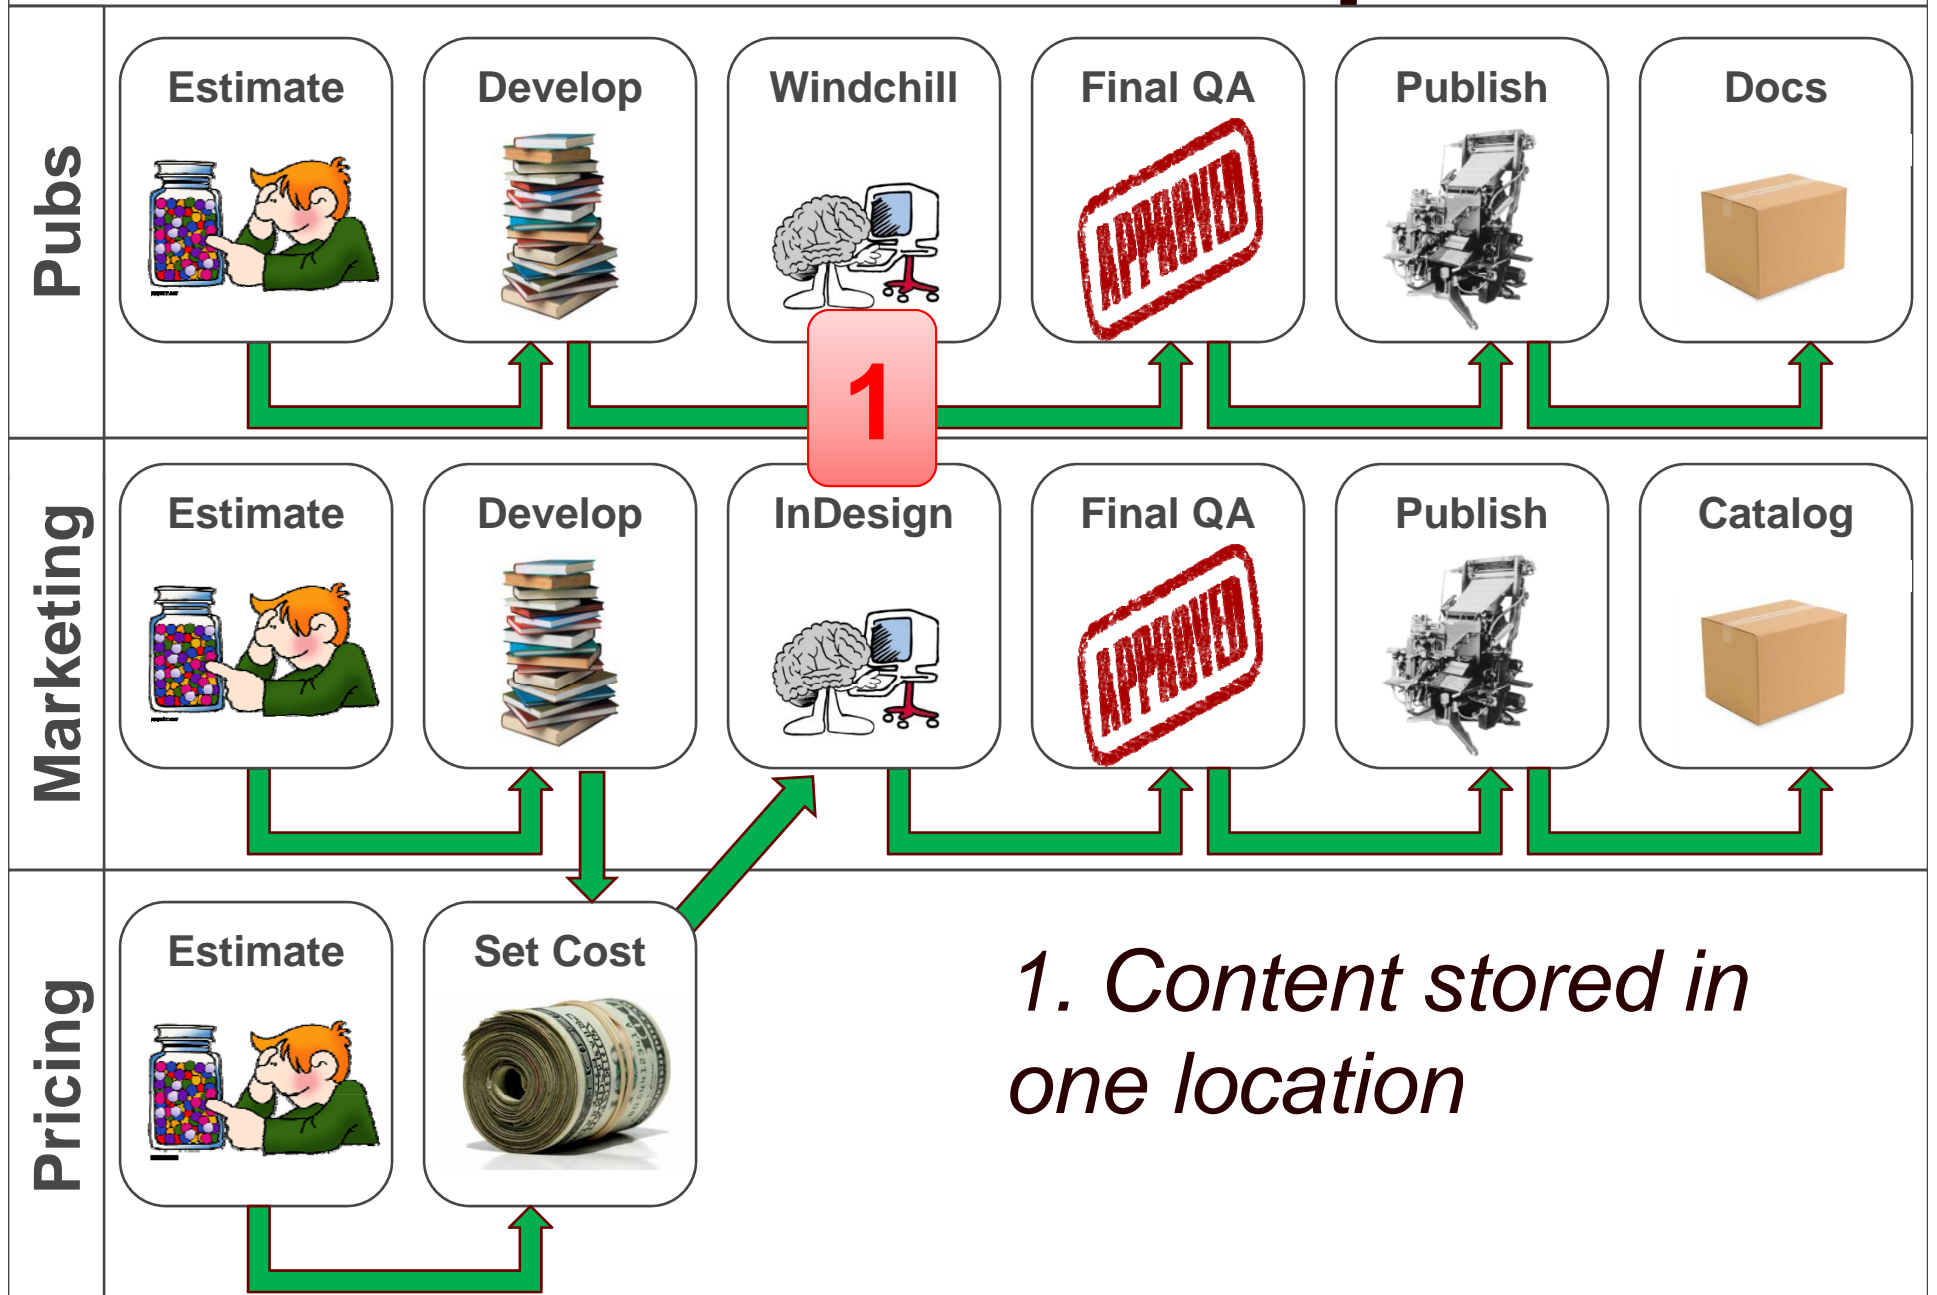 Pubs
Estimate
Develop
Windchill
Final QA
Publish
Docs
APPROVED
1
Marketing
Estimate
Develop
InDesign
Final QA
Publish
Catalog
APPROVED
Pricing
Estimate
Set Cost
1. Content stored in
one location